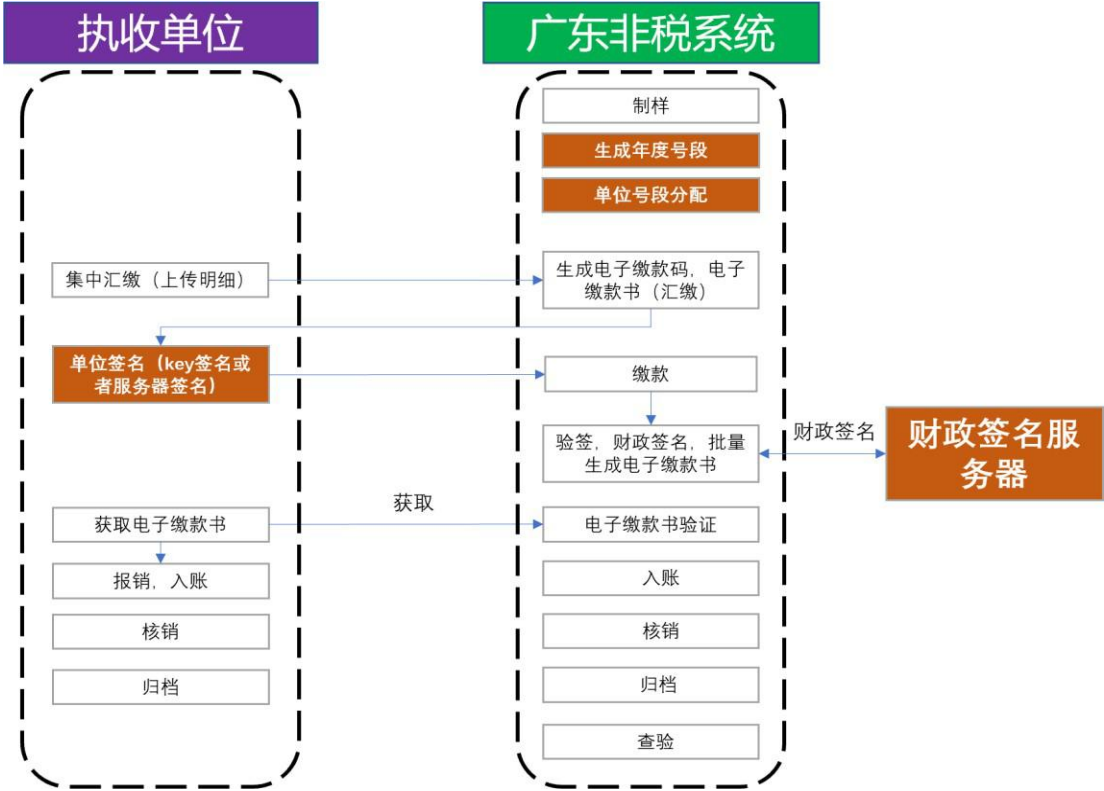 执收单位
广东非税系统
制样
生成年度号段
单位号段分配
集中汇缴（上传明细）
生成电子缴款码，电子
缴款书（汇缴）
单位签名（key签名或
者服务器签名）
缴款
验签，财政签名，批量
生成电子缴款书
财政签名
财政签名服
务器
获取电子缴款书
获取
电子缴款书验证
报销，入账
入账
核销
核销
归档
归档
查验